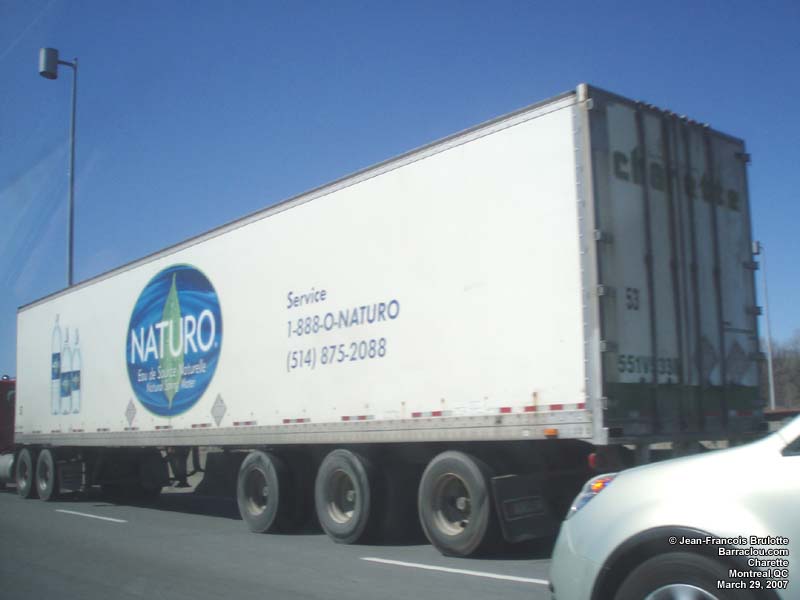 NATURO
Eau de Source Naturelle
Natural Spring Water
Service
1-888-O-NATURO
(514) 875-2088
charette
53
© Jean-Francois Brulotte
Barraclou.com
Charette
Montreal,QC
March 29, 2007